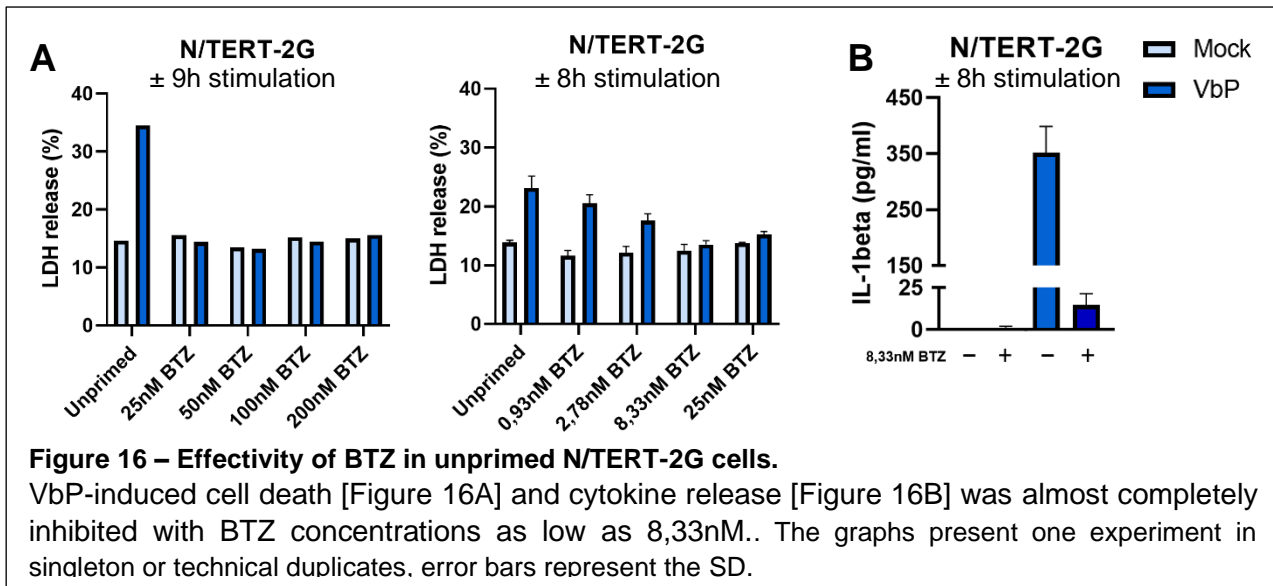 A
N/TERT-2G
± 9h stimulation
LDH release (%)
40
30
20
10
0
Unprimed
25nM BTZ
50nM BTZ
100nM BTZ
200nM BTZ
N/TERT-2G
± 8h stimulation
LDH release (%)
40
30
20
10
0
Unprimed
0,93nM BTZ
2,78nM BTZ
8,33nM BTZ
25nM BTZ
B
N/TERT-2G
± 8h stimulation
IL-1beta (pg/ml)
450
350
250
150
25
0
8,33nM BTZ − + − +
Mock
VbP
Figure 16 – Effectivity of BTZ in unprimed N/TERT-2G cells.
VbP-induced cell death [Figure 16A] and cytokine release [Figure 16B] was almost completely
inhibited with BTZ concentrations as low as 8,33nM.. The graphs present one experiment in
singleton or technical duplicates, error bars represent the SD.